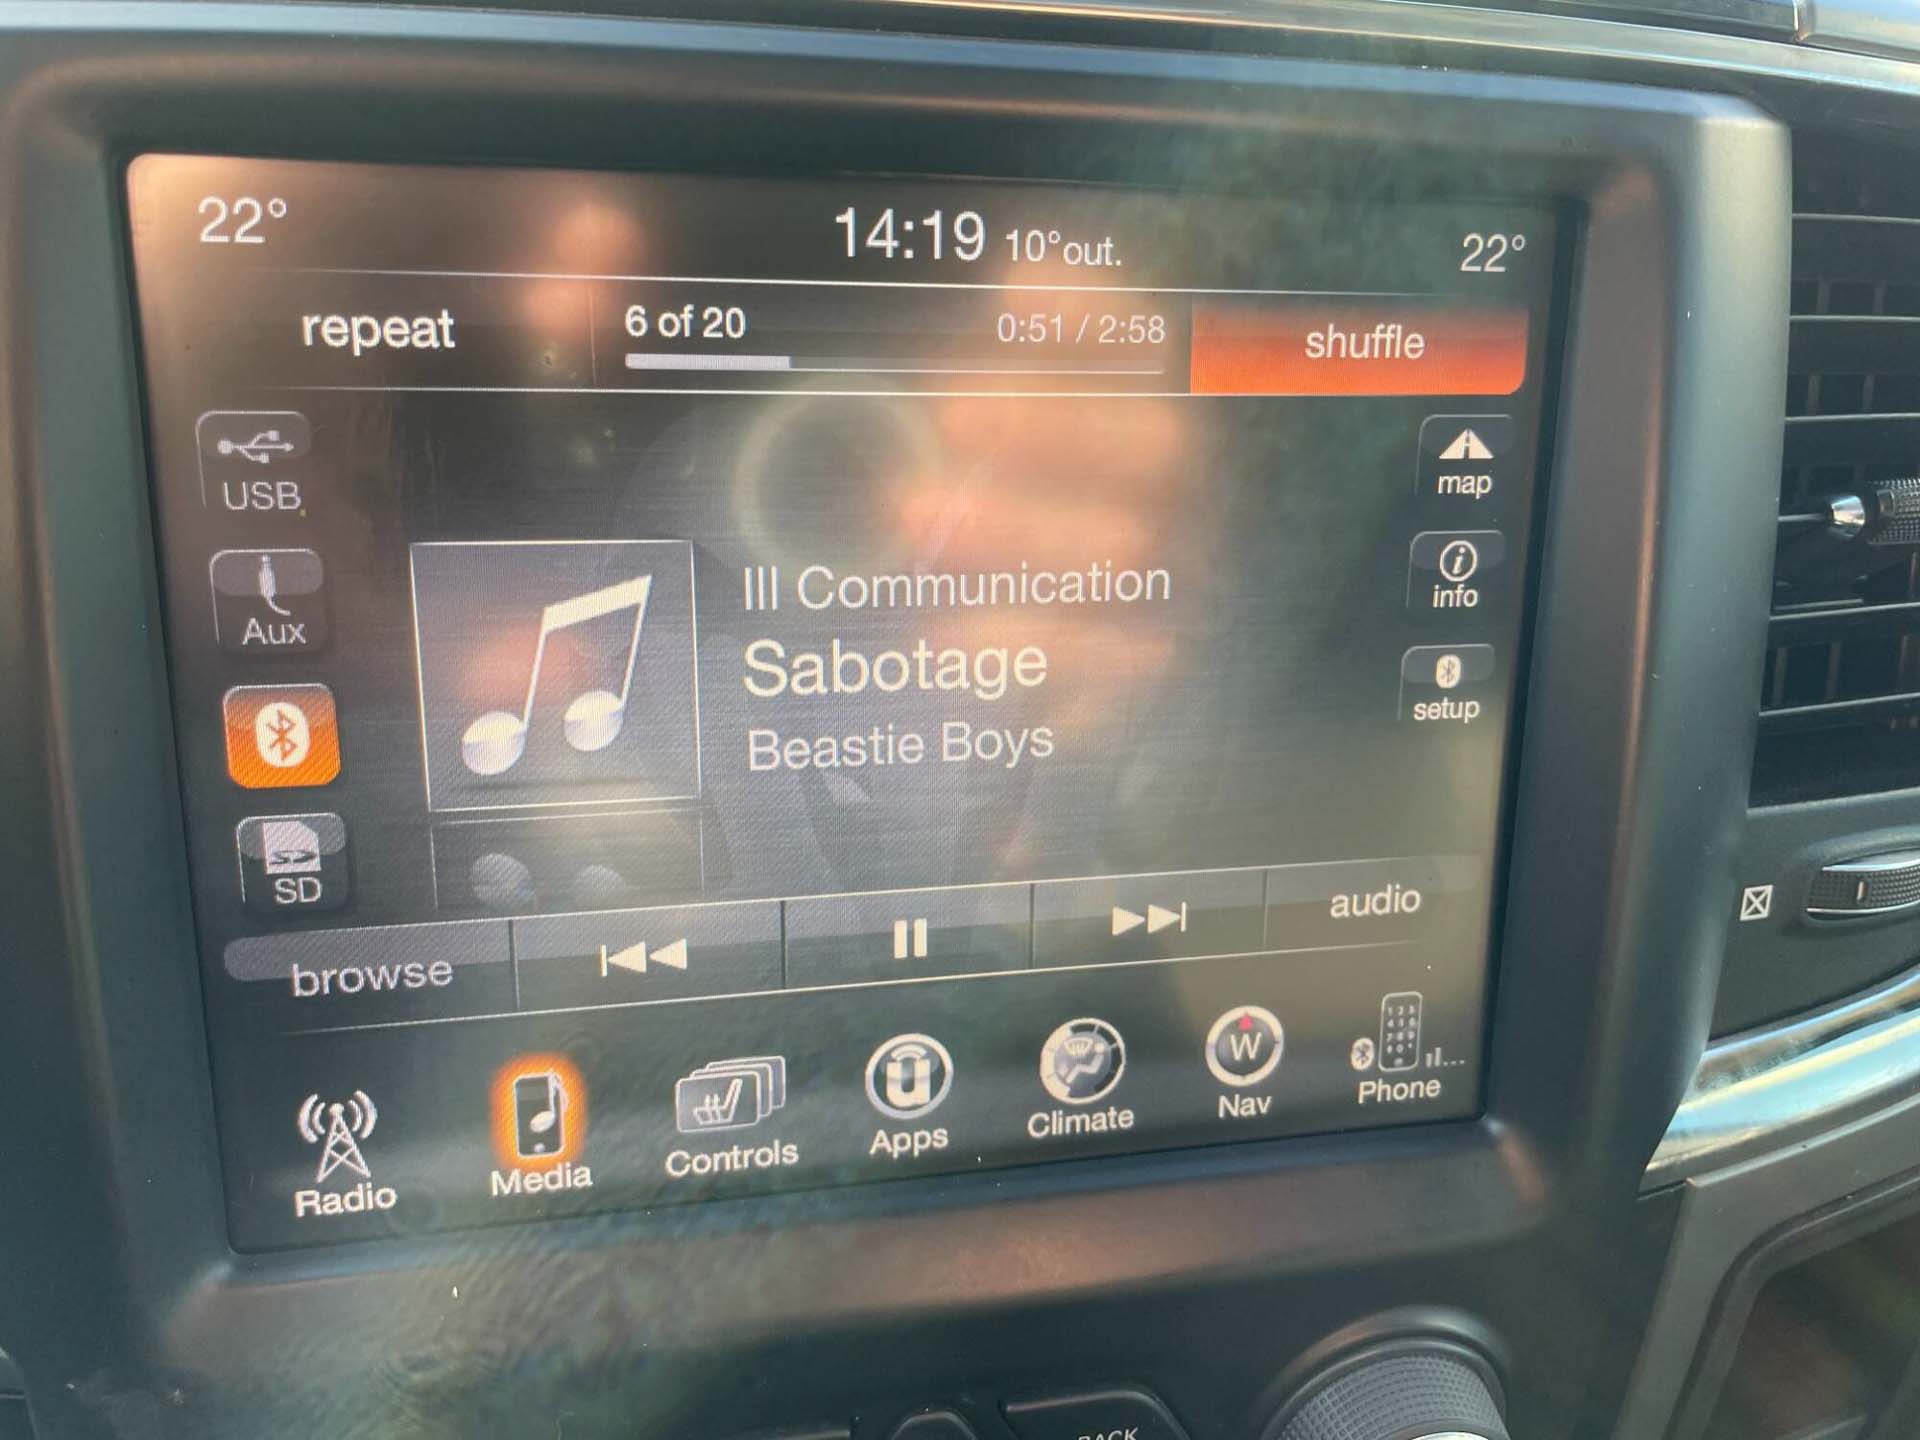 22°
14:19 10°out.
22°
repeat
6 of 20
0:51 / 2:58
shuffle
USB
Aux
SD
Ill Communication
Sabotage
Beastie Boys
map
info
setup
browse
audio
Radio
Media
Controls
Apps
Climate
W
Nav
Phone
BACK